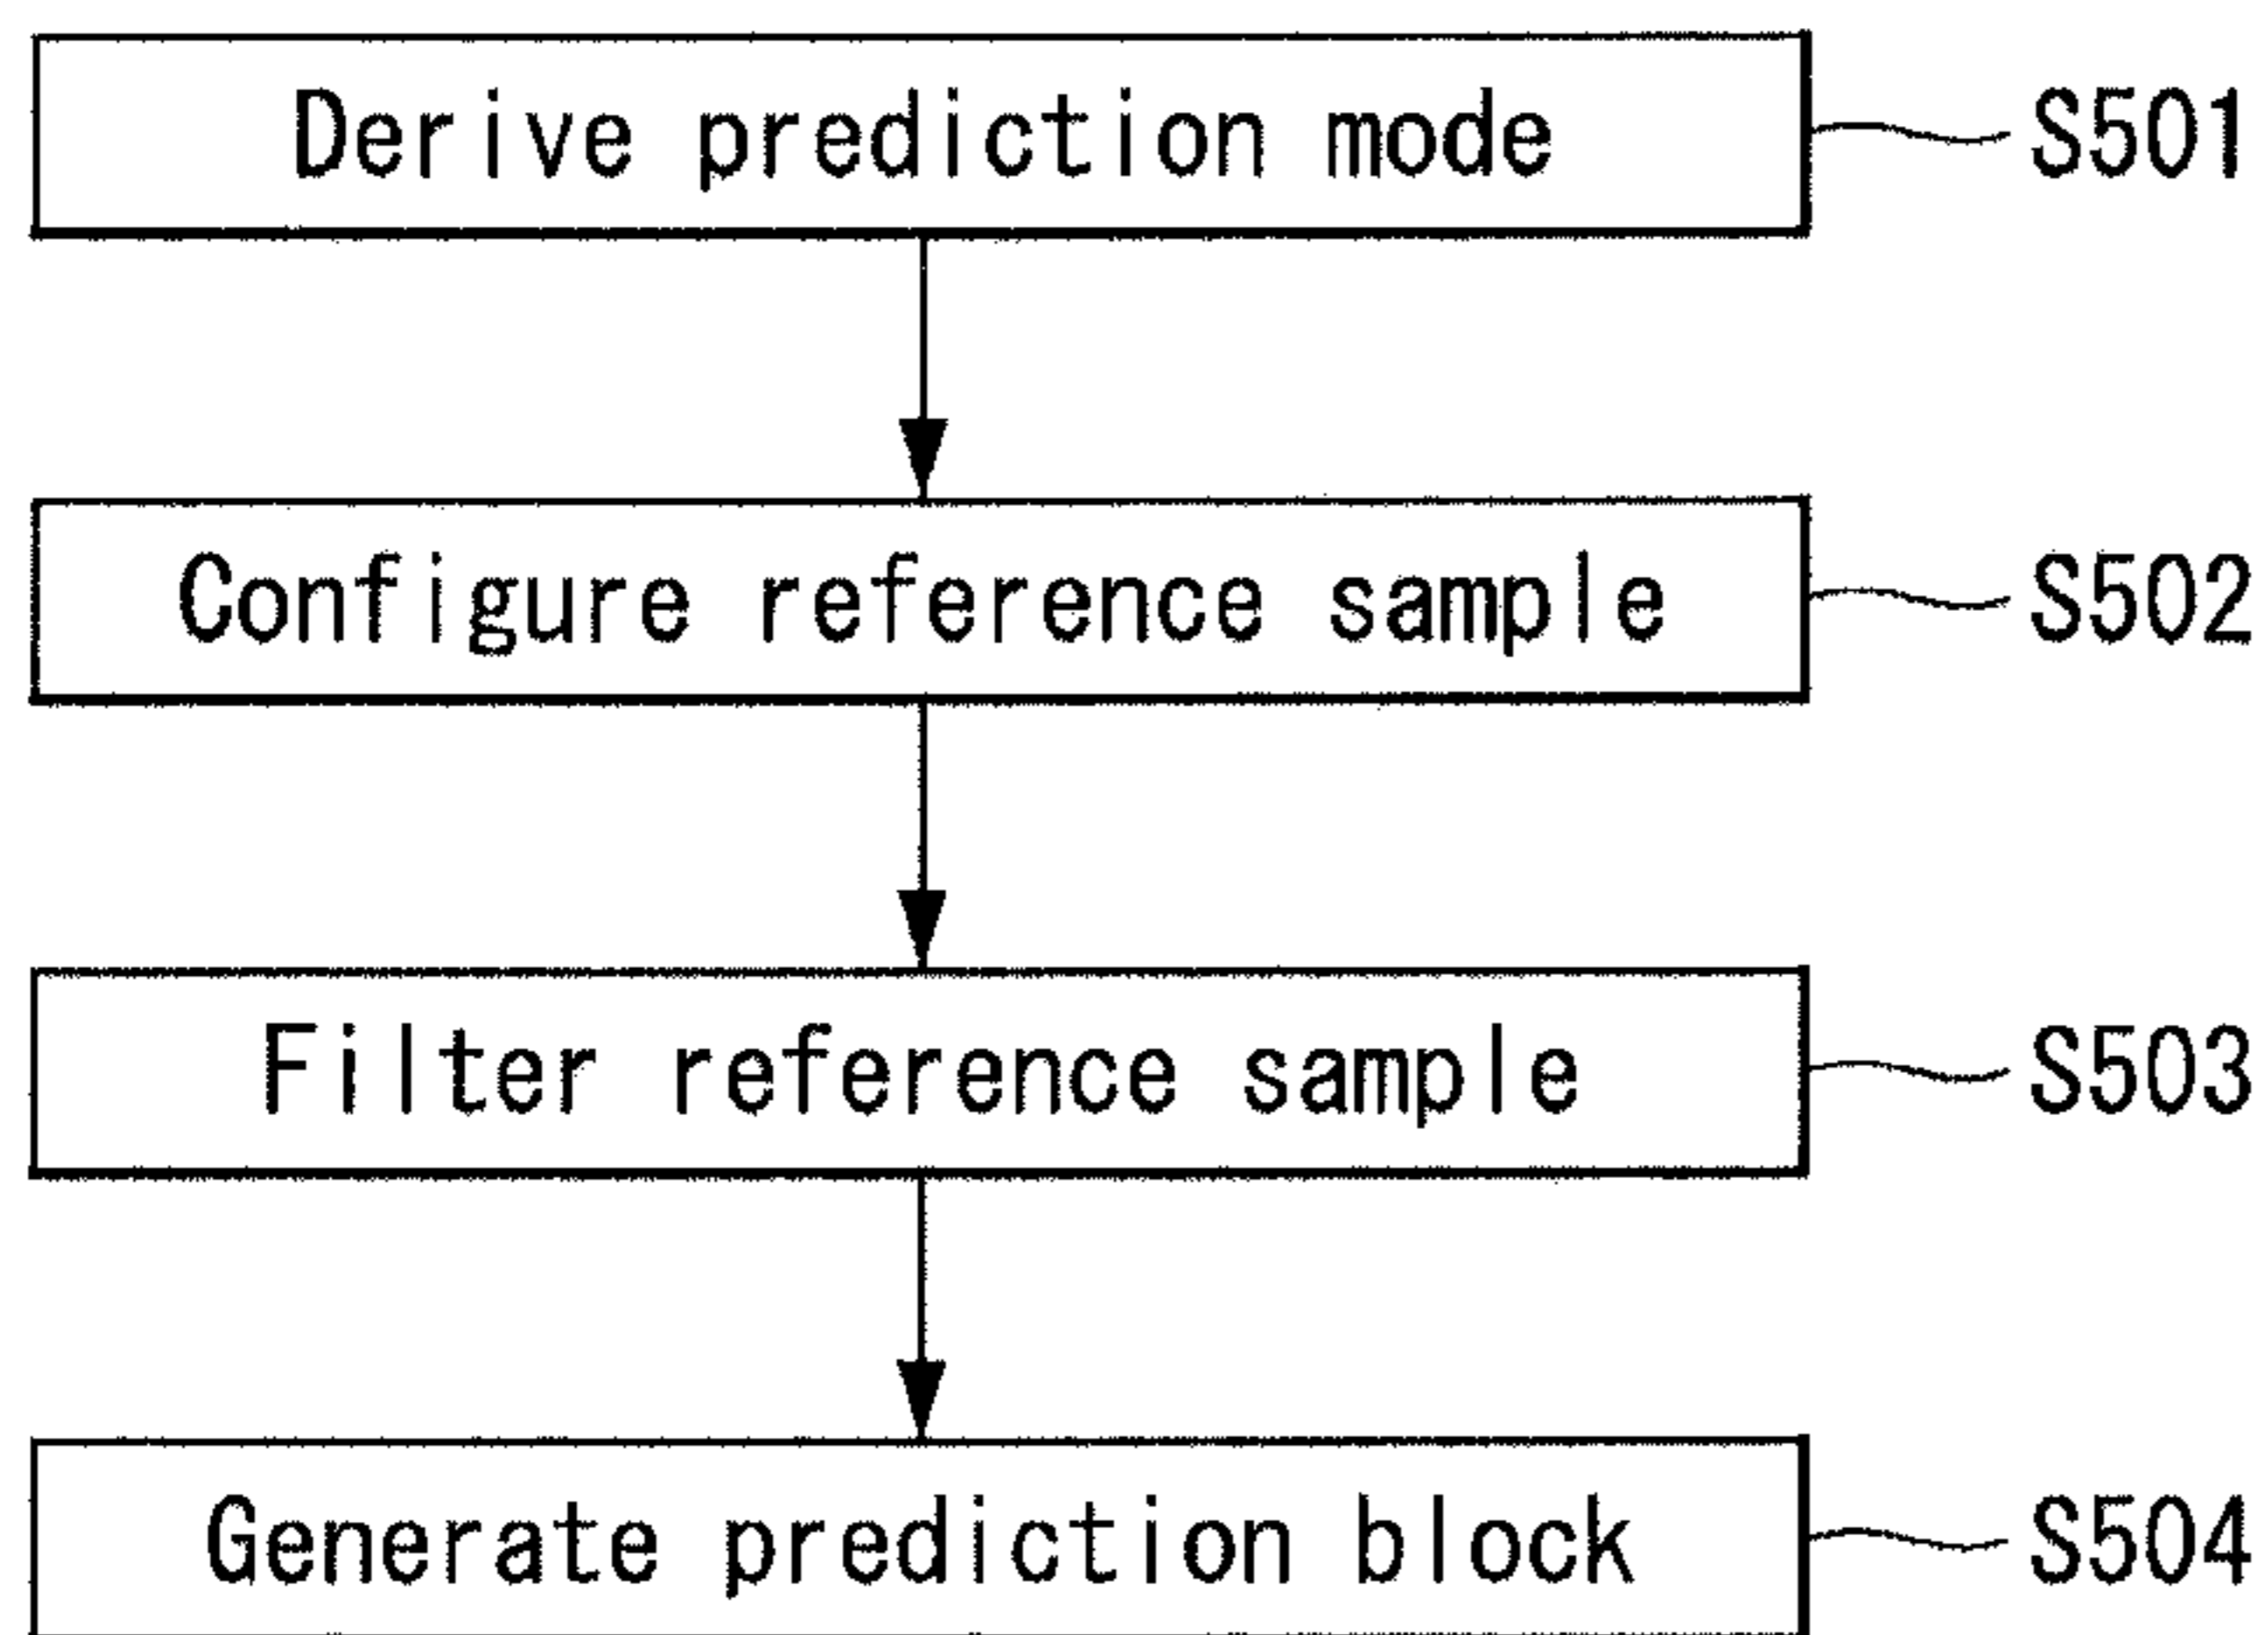 Derive prediction mode S501
Configure reference sample S502
Filter reference sample S503
Generate prediction block S504